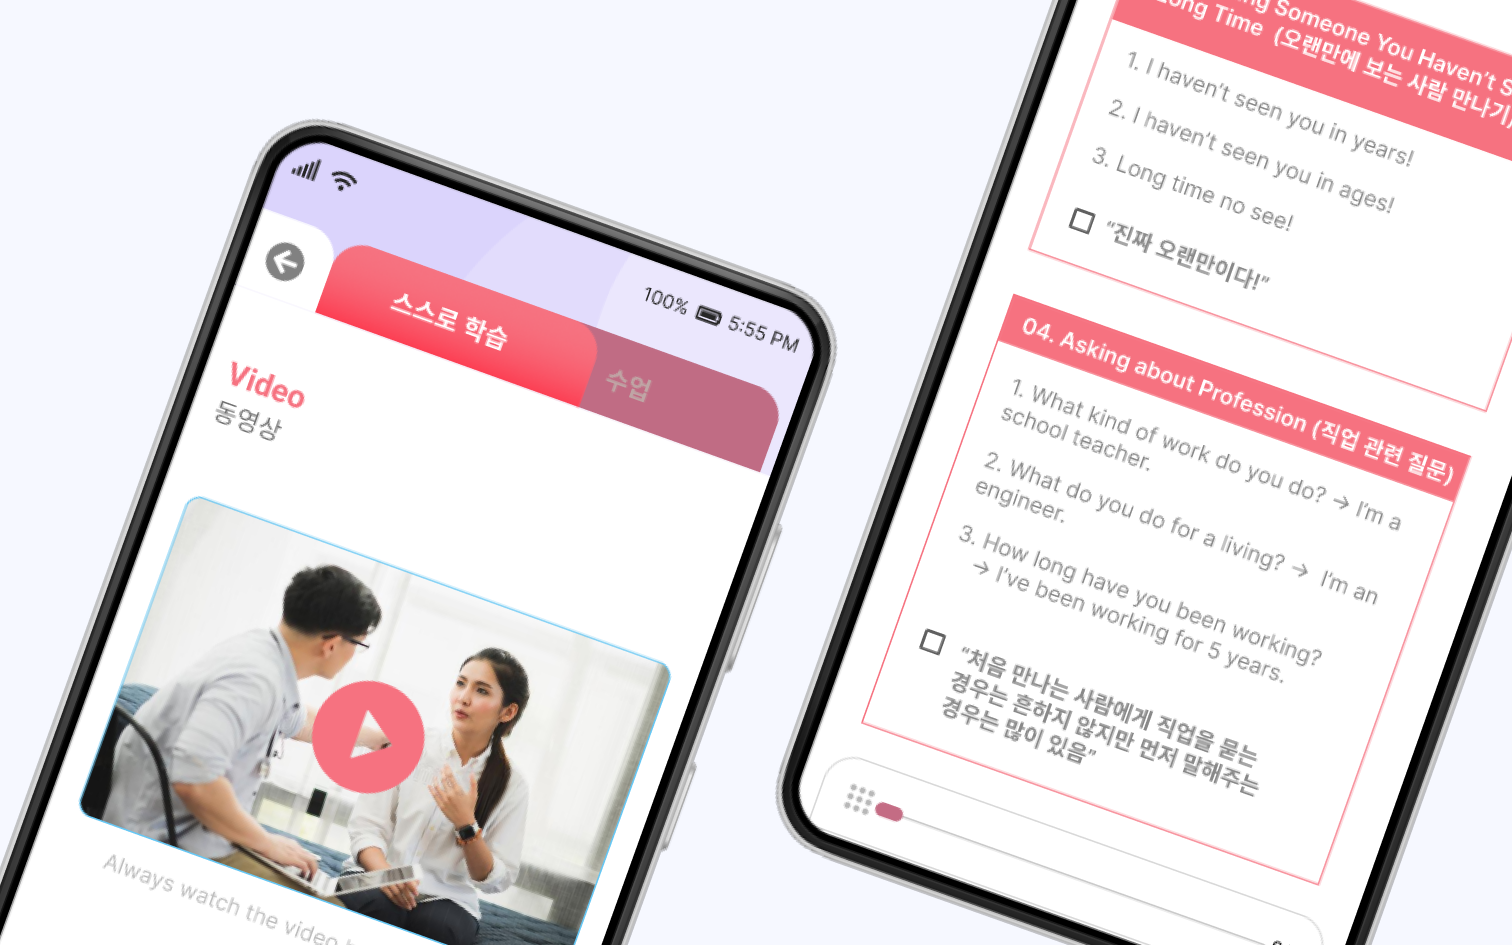 100% 5:55 PM
스스로 학습
수업
Video
동영상
Always watch the video
Someone You Haven't
Long Time (오랜만에 보는 사람 만나기)
1. I haven't seen you in years!
2. I haven't seen you in ages!
3. Long time no see!
"진짜 오랜만이다!"
04. Asking about Profession (직업 관련 질문)
1. What kind of work do you do? → I'm a
school teacher.
2. What do you do for a living? → I'm an
engineer.
3. How long have you been working?
→ I've been working for 5 years.
"처음 만나는 사람에게 직업을 묻는
경우는 흔하지 않지만 먼저 말해주는
경우는 많이 있음"